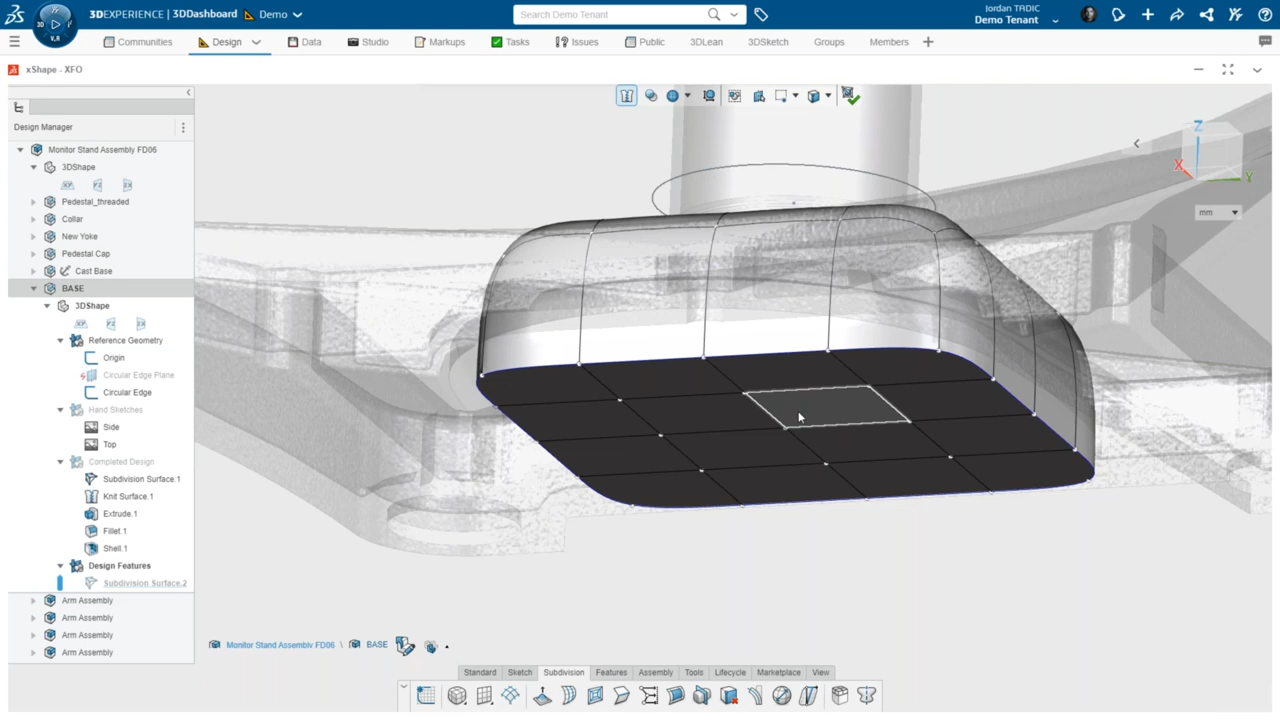 3DEXPERIENCE | 3DDashboard Demo
Search Demo Tenant
Jordan TRDIC
Demo Tenant
3D
V.R
Communities
Design
Data
Studio
Markups
Tasks
Issues
Public
3DLean
3DSketch
Groups
Members
xShape - XFO
Design Manager
Monitor Stand Assembly FD06
3DShape
Pedestal_threaded
Collar
New Yoke
Pedestal Cap
Cast Base
BASE
3DShape
Reference Geometry
Origin
Circular Edge Plane
Circular Edge
Hand Sketches
Side
Top
Completed Design
Subdivision Surface.1
Knit Surface.1
Extrude.1
Fillet.1
Shell.1
Design Features
Subdivision Surface.2
Arm Assembly
Arm Assembly
Arm Assembly
Arm Assembly
Z
X
Y
mm
Monitor Stand Assembly FD06 \ BASE
Standard
Sketch
Subdivision
Features
Assembly
Tools
Lifecycle
Marketplace
View